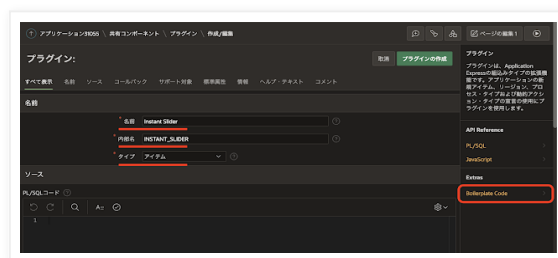 アプリケーション31055 \ 共有コンポーネント \ プラグイン \ 作成/編集
ページの編集 1
プラグイン:
取消
プラグインの作成
すべて表示 名前 ソース コールバック サポート対象 標準属性 情報 ヘルプ・テキスト コメント
名前
* 名前 Instant Slider
* 内部名 INSTANT_SLIDER
* タイプ アイテム
ソース
PL/SQLコード
1
プラグイン
プラグインは、Application
Expressの組込みタイプの拡張機
能です。アプリケーションの新
規アイテム、リージョン、プロ
セス・タイプおよび動的アクシ
ョン・タイプの宣言の使用にプ
ラグインを使用します。
API Reference
PL/SQL
JavaScript
Extras
Boilerplate Code